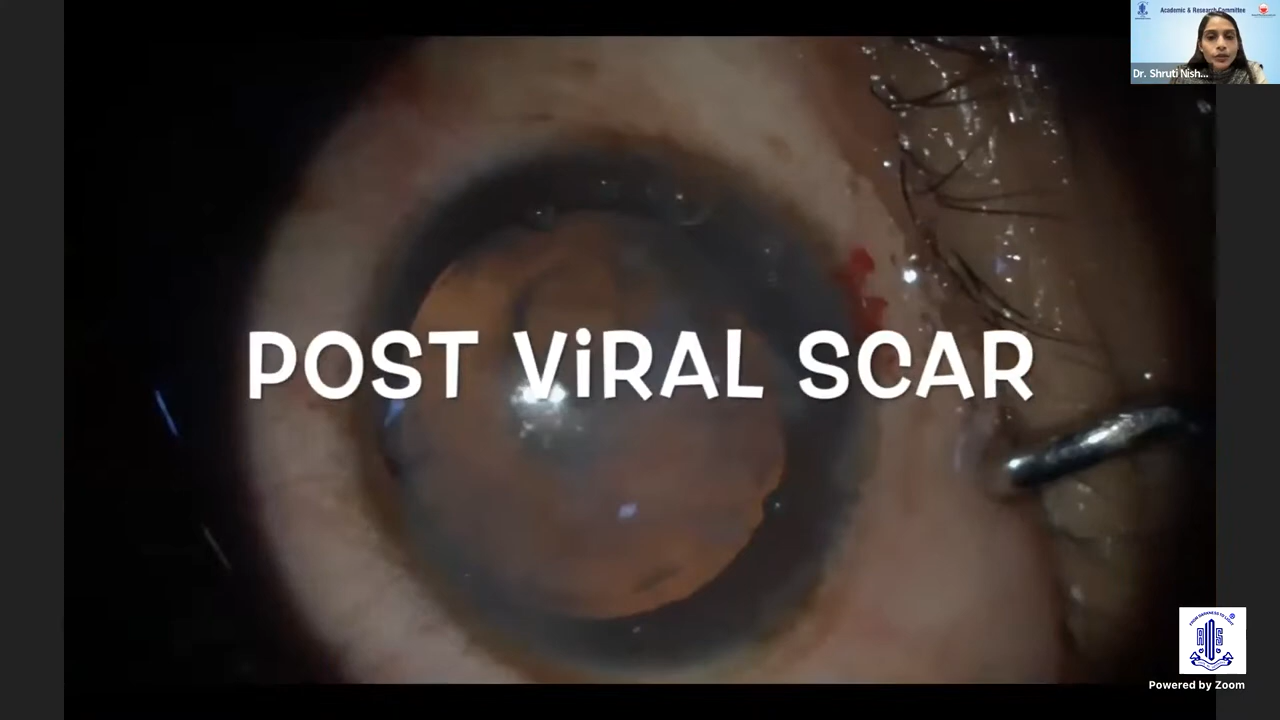 Academic & Research Committee
Dr. Shruti Nish...
POST ViRAL SCAR
Powered by Zoom